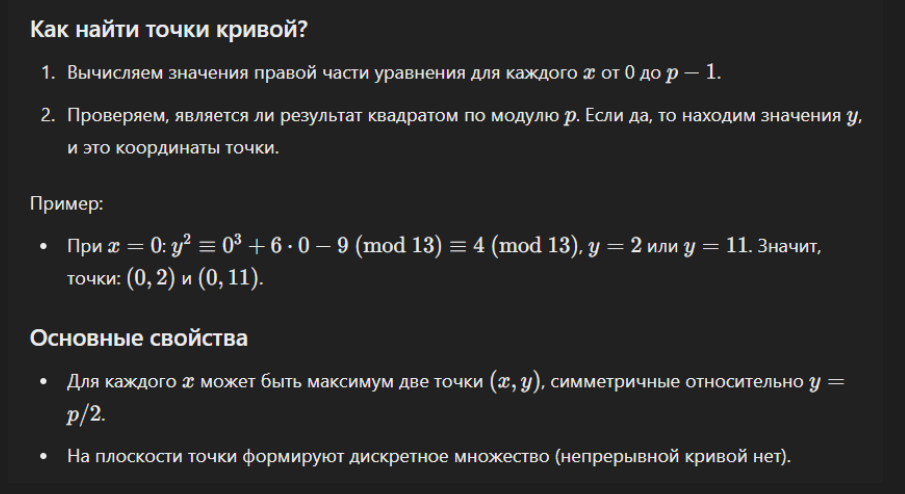 Как найти точки кривой?
1. Вычисляем значения правой части уравнения для каждого x от 0 до p − 1.
2. Проверяем, является ли результат квадратом по модулю p. Если да, то находим значения y,
и это координаты точки.
Пример:
• При x = 0: y² ≡ 0³ + 6 · 0 − 9 (mod 13) ≡ 4 (mod 13), y = 2 или y = 11. Значит,
точки: (0, 2) и (0, 11).
Основные свойства
• Для каждого x может быть максимум две точки (x, y), симметричные относительно y =
p/2.
• На плоскости точки формируют дискретное множество (непрерывной кривой нет).